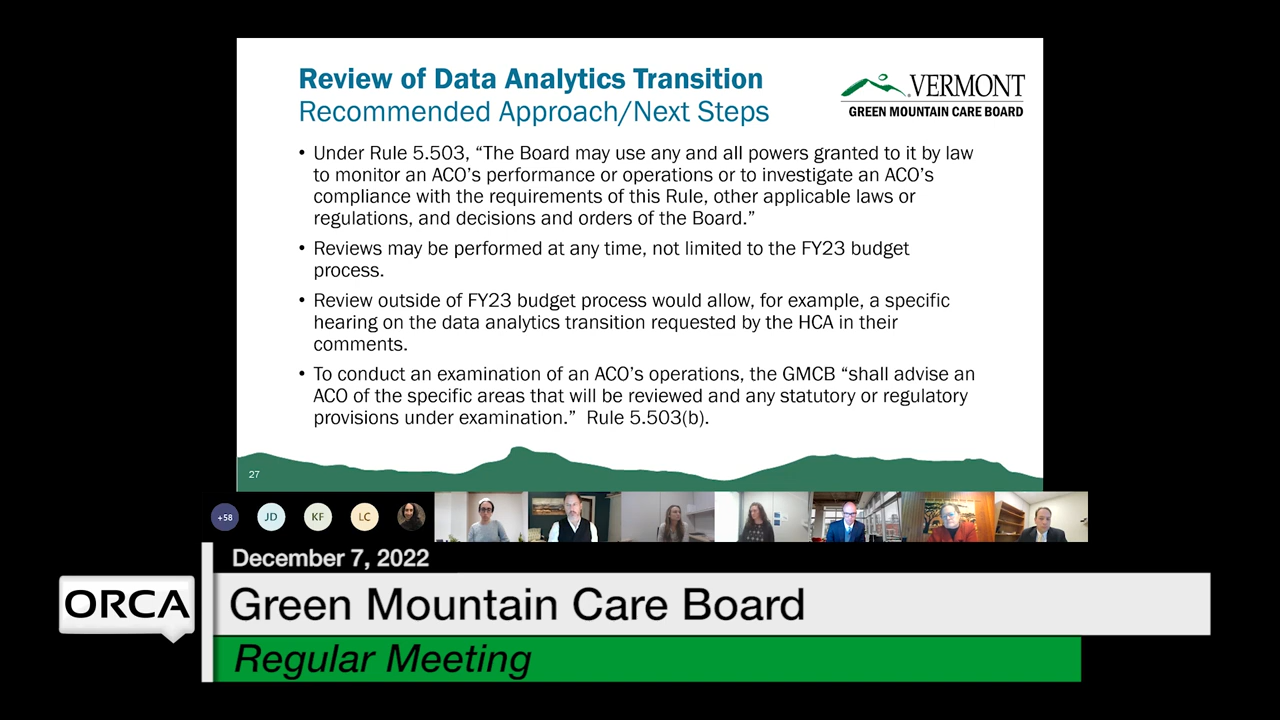 Review of Data Analytics Transition
Recommended Approach/Next Steps
VERMONT
GREEN MOUNTAIN CARE BOARD
• Under Rule 5.503, “The Board may use any and all powers granted to it by law
to monitor an ACO’s performance or operations or to investigate an ACO’s
compliance with the requirements of this Rule, other applicable laws or
regulations, and decisions and orders of the Board.”
• Reviews may be performed at any time, not limited to the FY23 budget
process.
• Review outside of FY23 budget process would allow, for example, a specific
hearing on the data analytics transition requested by the HCA in their
comments.
• To conduct an examination of an ACO’s operations, the GMCB “shall advise an
ACO of the specific areas that will be reviewed and any statutory or regulatory
provisions under examination.”  Rule 5.503(b).
27
+58
JD
KF
LC
December 7, 2022
ORCA
Green Mountain Care Board
Regular Meeting